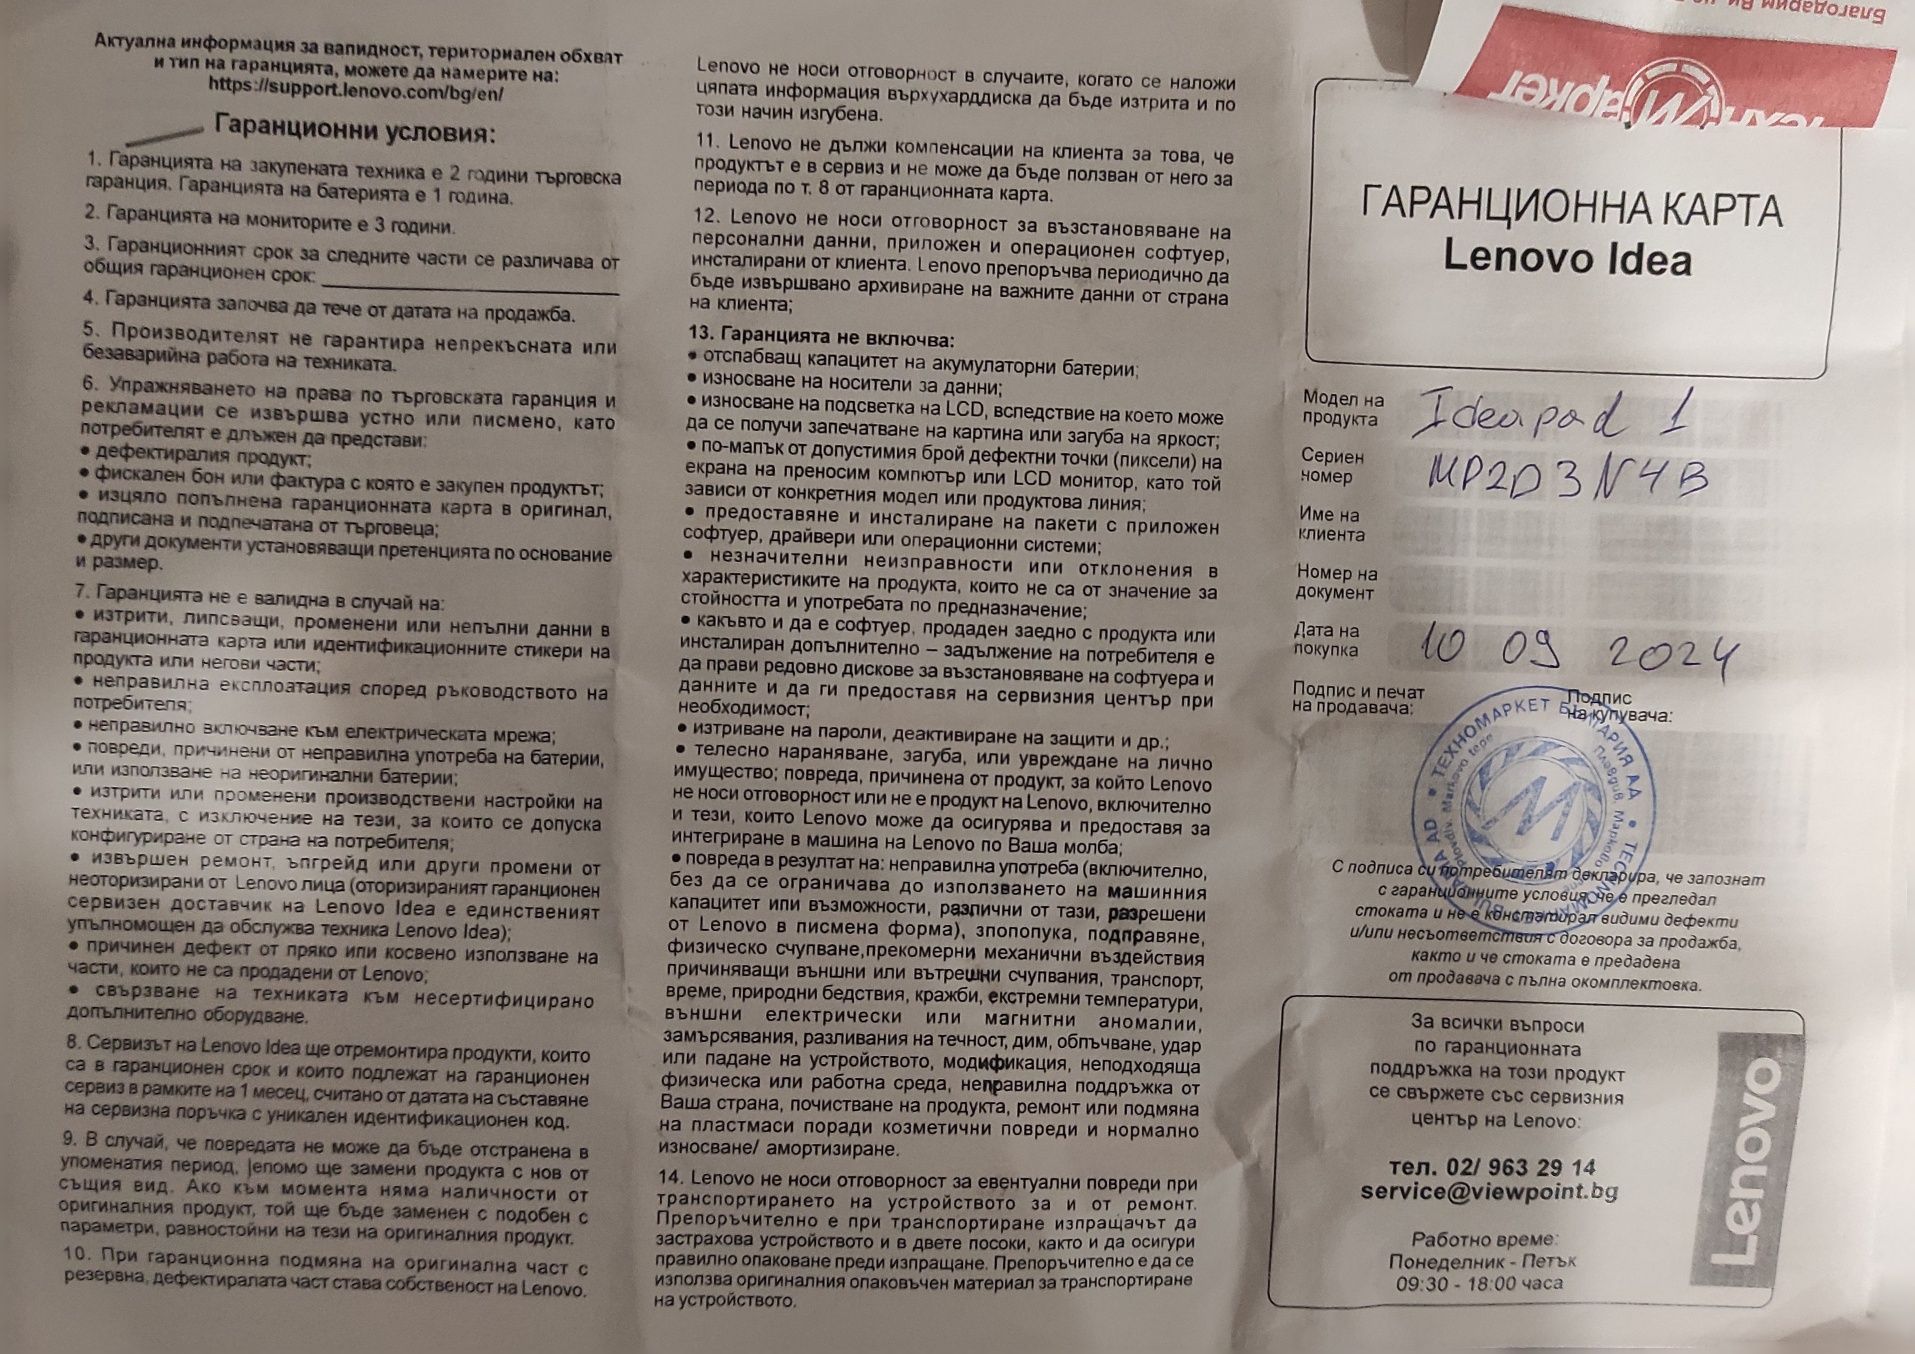 Актуална информация за валидност, териториален обхват
и тип на гаранцията, можете да намерите на:
https://support.lenovo.com/bg/en/
Гаранционни условия:
1. Гаранцията на закупената техника е 2 години търговска
гаранция. Гаранцията на батерията е 1 година.
2. Гаранцията на мониторите е 3 години.
3. Гаранционният срок за следните части се различава от
общия гаранционен срок:
4. Гаранцията започва да тече от датата на продажба.
5. Производителят не гарантира непрекъсната или
безаварийна работа на техниката.
6. Упражняването на права по търговската гаранция и
рекламации се извършва устно или писмено, като
потребителят е длъжен да представи:
• дефектиралия продукт;
• фискален бон или фактура с която е закупен продуктът;
• изцяло попълнена гаранционната карта в оригинал,
подписана и подпечатана от търговеца;
• други документи установяващи претенцията по основание
и размер.
7. Гаранцията не е валидна в случай на:
• изтрити, липсващи, променени или непълни данни в
гаранционната карта или идентификационните стикери на
продукта или негови части;
• неправилна експлоатация според ръководството на
потребителя;
• неправилно включване към електрическата мрежа;
• повреди, причинени от неправилна употреба на батерии,
или използване на неоригинални батерии;
• изтрити или променени производствени настройки на
техниката, с изключение на тези, за които се допуска
конфигуриране от страна на потребителя;
• извършен ремонт, ъпгрейд или други промени от
неоторизирани от Lenovo лица (оторизираният гаранционен
сервизен доставчик на Lenovo Idea е единственият
упълномощен да обслужва техника Lenovo Idea);
• причинен дефект от пряко или косвено използване на
части, които не са продадени от Lenovo;
• свързване на техниката към несертифицирано
допълнително оборудване.
8. Сервизът на Lenovo Idea ще отремонтира продукти, които
са в гаранционен срок и които подлежат на гаранционен
сервиз в рамките на 1 месец, считано от датата на съставяне
на сервизна поръчка с уникален идентификационен код.
9. В случай, че повредата не може да бъде отстранена в
упоменатия период, ще замени продукта с нов от
същия вид. Ако към момента няма наличности от
оригиналния продукт, той ще бъде заменен с подобен с
параметри, равностойни на тези на оригиналния продукт.
10. При гаранционна подмяна на оригинална част с
резервна, дефектиралата част става собственост на Lenovo.
Lenovo не носи отговорност в случаите, когато се наложи
цялата информация върху харддиска да бъде изтрита и по
този начин изгубена.
11. Lenovo не дължи компенсации на клиента за това, че
продуктът е в сервиз и не може да бъде ползван от него за
периода по т. 8 от гаранционната карта.
12. Lenovo не носи отговорност за възстановяване на
персонални данни, приложен и операционен софтуер,
инсталирани от клиента. Lenovo препоръчва периодично да
бъде извършвано архивиране на важните данни от страна
на клиента;
13. Гаранцията не включва:
• отслабващ капацитет на акумулаторни батерии;
• износване на носители за данни;
• износване на подсветка на LCD, вследствие на което може
да се получи запечатване на картина или загуба на яркост;
• по-малък от допустимия брой дефектни точки (пиксели) на
екрана на преносим компютър или LCD монитор, като той
зависи от конкретния модел или продуктова линия;
• предоставяне и инсталиране на пакети с приложен
софтуер, драйвери или операционни системи;
• незначителни неизправности или отклонения в
характеристиките на продукта, които не са от значение за
стойността и употребата по предназначение;
• какъвто и да е софтуер, продаден заедно с продукта или
инсталиран допълнително – задължение на потребителя е
да прави редовно дискове за възстановяване на софтуера и
данните и да ги предоставя на сервизния център при
необходимост;
• изтриване на пароли, деактивиране на защити и др.;
• телесно нараняване, загуба, или увреждане на лично
имущество; повреда, причинена от продукт, за който Lenovo
не носи отговорност или не е продукт на Lenovo, включително
и тези, които Lenovo може да осигурява и предоставя за
интегриране в машина на Lenovo по Ваша молба;
• повреда в резултат на: неправилна употреба (включително,
без да се ограничава до използването на машинния
капацитет или възможности, различни от тази, разрешени
от Lenovo в писмена форма), злополука, подправяне,
физическо счупване,прекомерни механични въздействия
причиняващи външни или вътрешни счупвания, транспорт,
време, природни бедствия, кражби, екстремни температури,
външни електрически или магнитни аномалии,
замърсявания, разливания на течност, дим, облъчване, удар
или падане на устройството, модификация, неподходяща
физическа или работна среда, неправилна поддръжка от
Ваша страна, почистване на продукта, ремонт или подмяна
на пластмаси поради козметични повреди и нормално
износване/ амортизиране.
14. Lenovo не носи отговорност за евентуални повреди при
транспортирането на устройството за и от ремонт.
Препоръчително е при транспортиране изпращачът да
застрахова устройството и в двете посоки, както и да осигури
правилно опаковане преди изпращане. Препоръчително е да се
използва оригиналния опаковъчен материал за транспортиране
на устройството.
Благодарим Ви
ГАРАНЦИОННА КАРТА
Lenovo Idea
Модел на
продукта Ideapad 1
Сериен
номер MP2D3N4B
Име на
клиента
Номер на
документ
Дата на
покупка 10 09 2024
Подпис и печат
на продавача:
Подпис
на купувача:
ТЕХНОМАРКЕТ БЪЛГАРИЯ АД
TECHNOMARKET BULGARIA AD
С подписа си потребителят декларира, че запознат
с гаранционните условия, че е прегледал
стоката и не е констатирал видими дефекти
и/или несъответствия с договора за продажба,
както и че стоката е предадена
от продавача с пълна окомплектовка.
За всички въпроси
по гаранционната
поддръжка на този продукт
се свържете със сервизния
център на Lenovo:
тел. 02/ 963 29 14
service@viewpoint.bg
Работно време:
Понеделник - Петък
09:30 - 18:00 часа
Lenovo